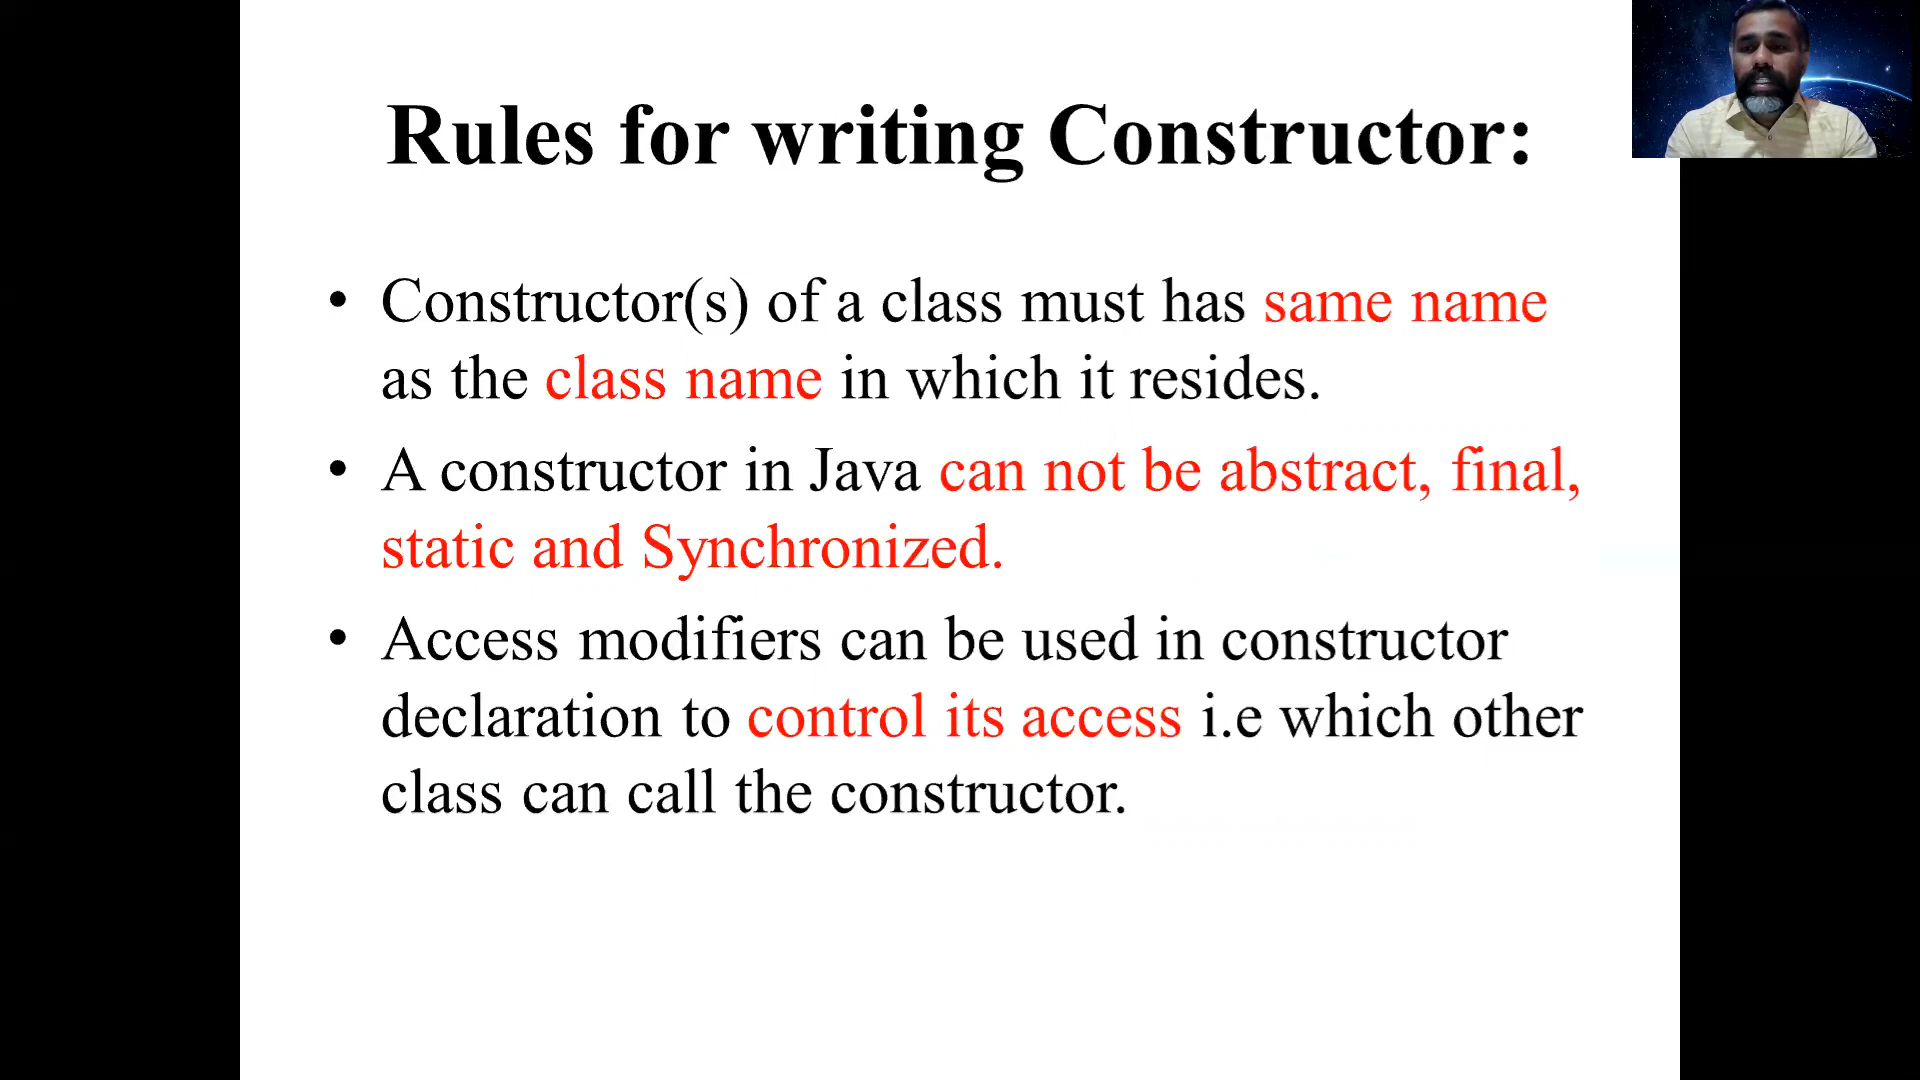 Rules for writing Constructor:
• Constructor(s) of a class must has same name
as the class name in which it resides.
• A constructor in Java can not be abstract, final,
static and Synchronized.
• Access modifiers can be used in constructor
declaration to control its access i.e which other
class can call the constructor.